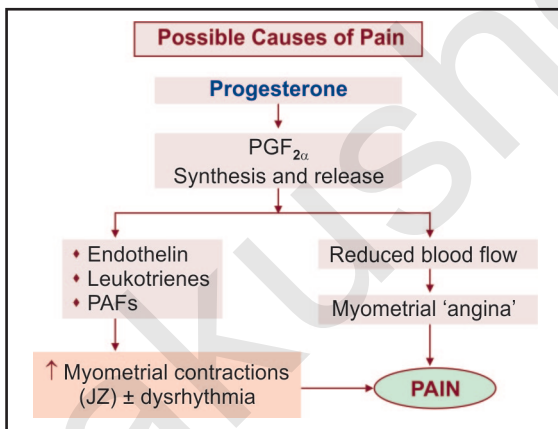 Possible Causes of Pain
Progesterone
PGF₂α
Synthesis and release
♦ Endothelin
♦ Leukotrienes
♦ PAFs
Reduced blood flow
Myometrial ‘angina’
↑ Myometrial contractions
(JZ) ± dysrhythmia
PAIN